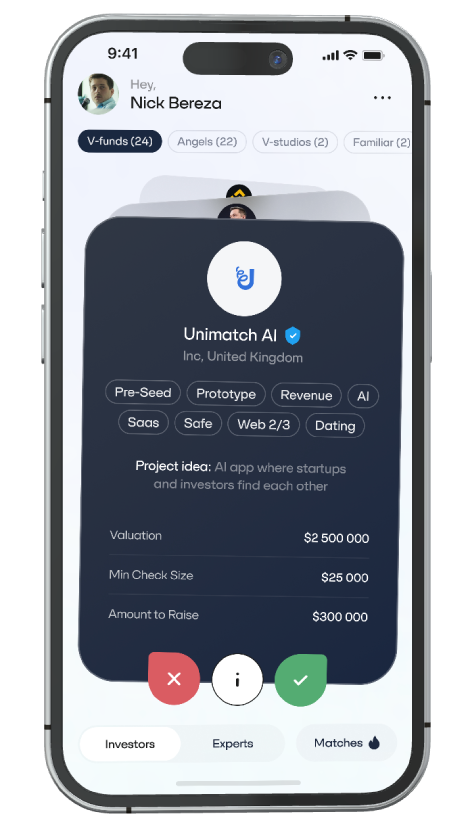 9:41
Hey,
Nick Bereza
V-funds (24) Angels (22) V-studios (2) Familiar (2)
Unimatch AI
Inc, United Kingdom
Pre-Seed Prototype Revenue AI
Saas Safe Web 2/3 Dating
Project idea: AI app where startups
and investors find each other
Valuation $2 500 000
Min Check Size $25 000
Amount to Raise $300 000
Investors Experts Matches